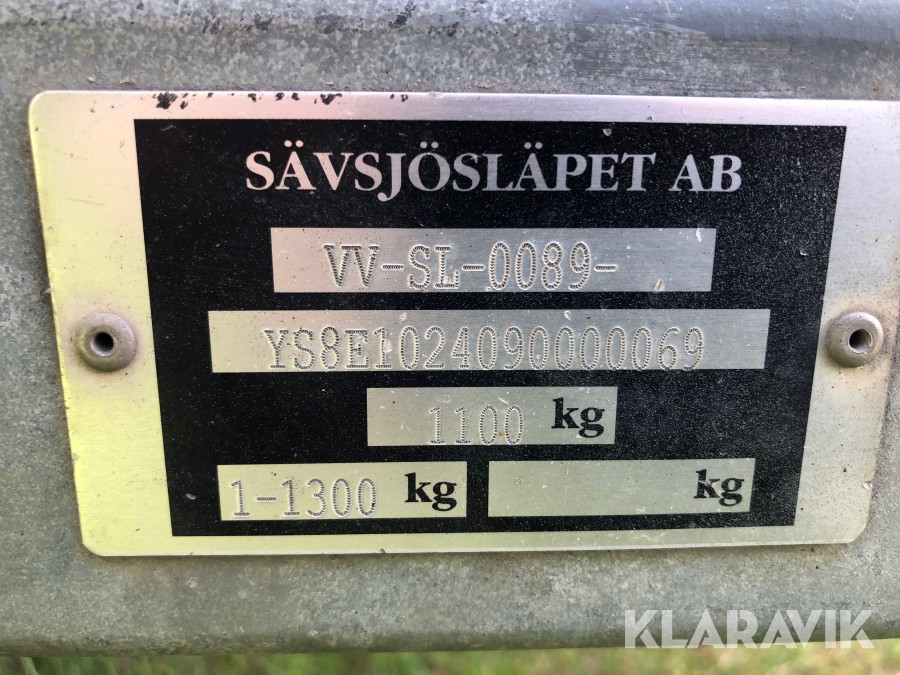 SÄVSJÖSLÄPET AB
VV-SL-0089-
YS8E1024090000069
1100 kg
1-1300 kg kg
KLARAVIK